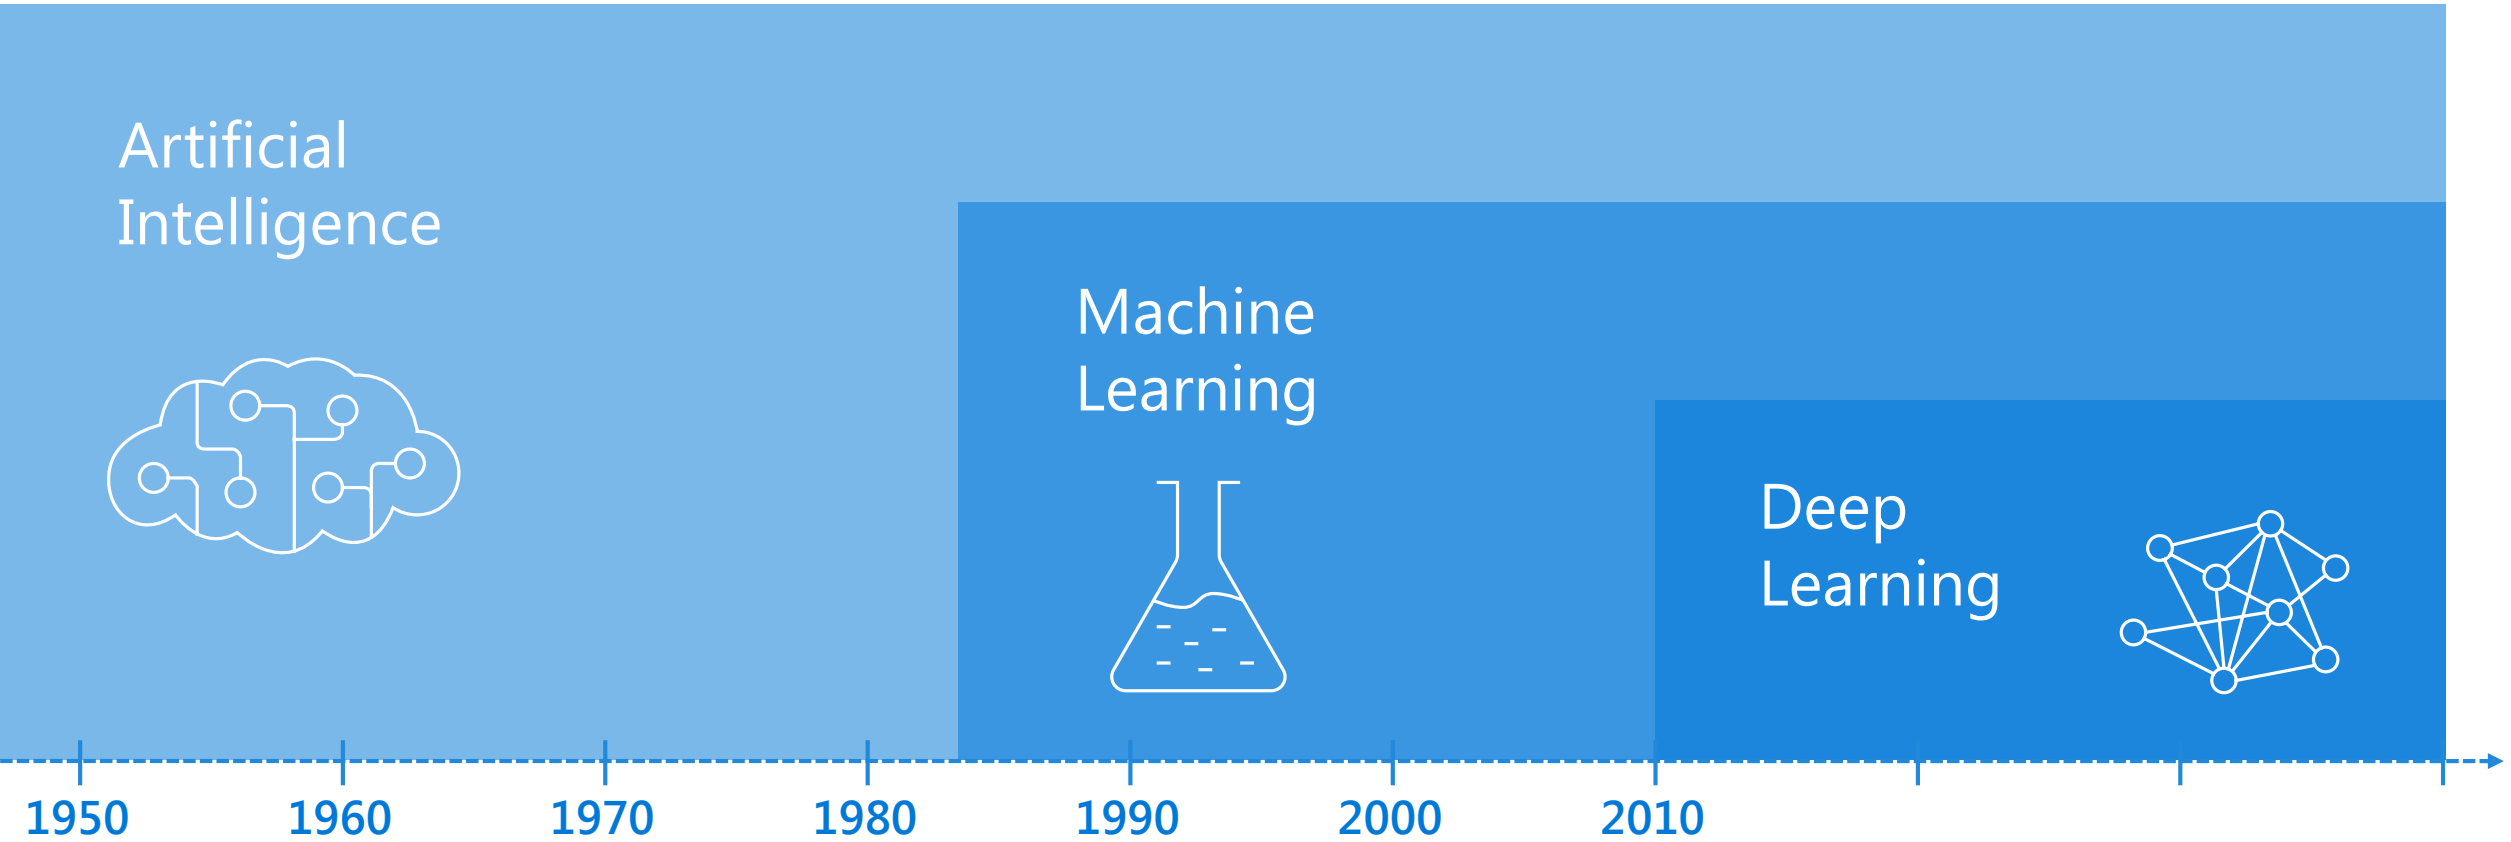 Artificial
Intelligence
Machine
Learning
Deep
Learning
1950 1960 1970 1980 1990 2000 2010